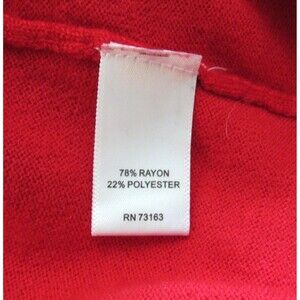 78% RAYON
22% POLYESTER
RN 73163